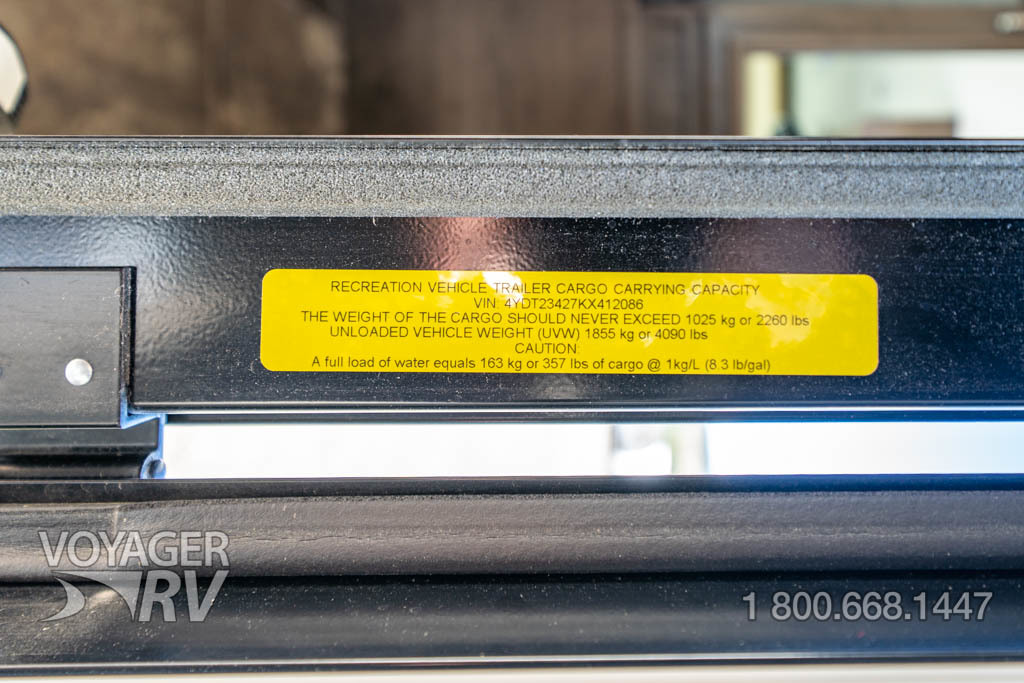 RECREATION VEHICLE TRAILER CARGO CARRYING CAPACITY
VIN: 4YDT23427KX412086
THE WEIGHT OF THE CARGO SHOULD NEVER EXCEED 1025 kg or 2260 lbs
UNLOADED VEHICLE WEIGHT (UVW) 1855 kg or 4090 lbs
CAUTION:
A full load of water equals 163 kg or 357 lbs of cargo @ 1kg/L (8.3 lb/gal)
VOYAGER
RV
1 800.668.1447